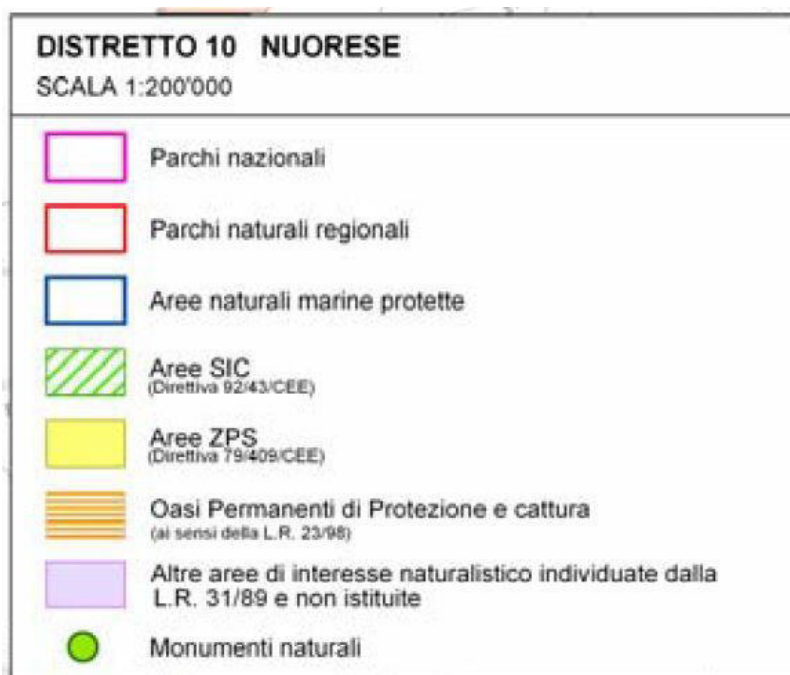 DISTRETTO 10 NUORESE
SCALA 1:200'000
Parchi nazionali
Parchi naturali regionali
Aree naturali marine protette
Aree SIC
(Direttiva 92/43/CEE)
Aree ZPS
(Direttiva 79/409/CEE)
Oasi Permanenti di Protezione e cattura
(ai sensi della L.R. 23/98)
Altre aree di interesse naturalistico individuate dalla
L.R. 31/89 e non istituite
Monumenti naturali